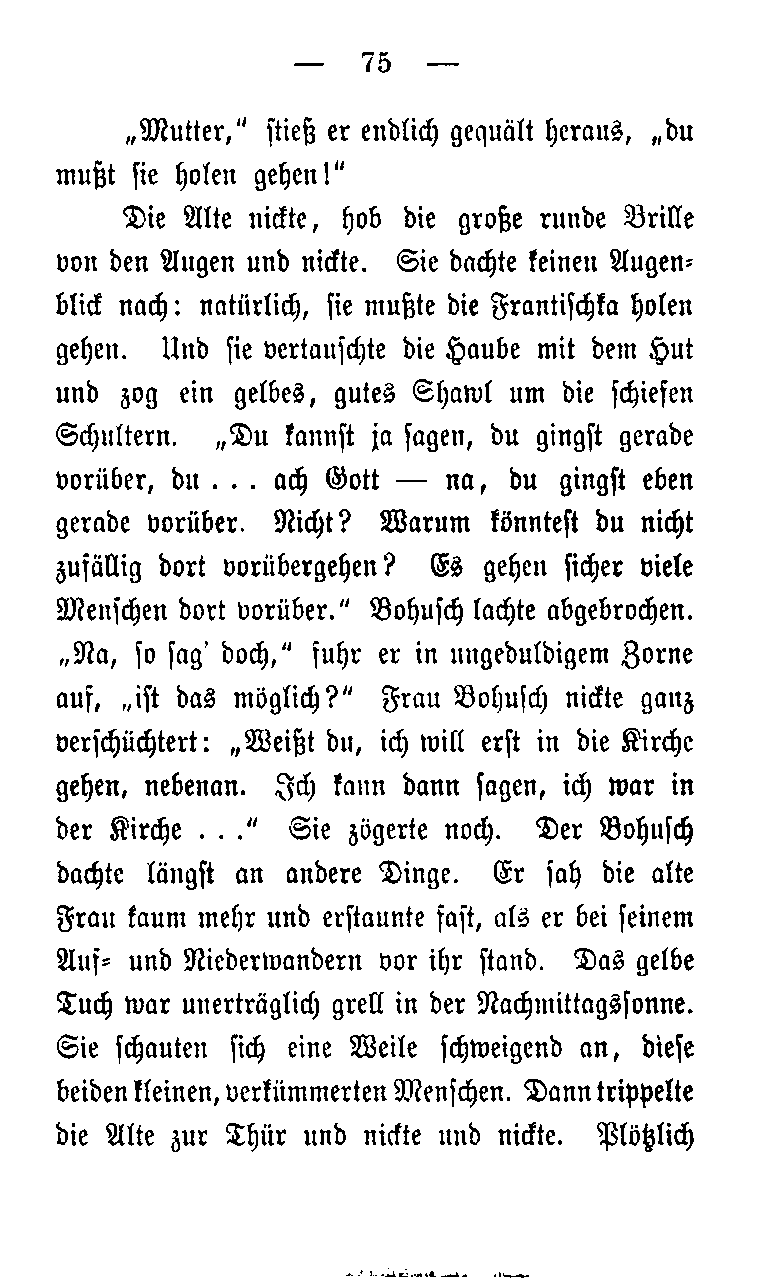 — 75 —
„Mutter,“ stieß er endlich gequält heraus, „du
mußt sie holen gehen!“
Die Alte nickte, hob die große runde Brille
von den Augen und nickte. Sie dachte keinen Augen-
blick nach: natürlich, sie mußte die Frantischka holen
gehen. Und sie vertauschte die Haube mit dem Hut
und zog ein gelbes, gutes Shawl um die schiefen
Schultern. „Du kannst ja sagen, du gingst gerade
vorüber, du . . . ach Gott — na, du gingst eben
gerade vorüber. Nicht? Warum könntest du nicht
zufällig dort vorübergehen? Es gehen sicher viele
Menschen dort vorüber.“ Bohusch lachte abgebrochen.
„Na, so sag' doch,“ fuhr er in ungeduldigem Zorne
auf, „ist das möglich?“ Frau Bohusch nickte ganz
verschüchtert: „Weißt du, ich will erst in die Kirche
gehen, nebenan. Ich kann dann sagen, ich war in
der Kirche . . .“ Sie zögerte noch. Der Bohusch
dachte längst an andere Dinge. Er sah die alte
Frau kaum mehr und erstaunte fast, als er bei seinem
Auf- und Niederwandern vor ihr stand. Das gelbe
Tuch war unerträglich grell in der Nachmittagssonne.
Sie schauten sich eine Weile schweigend an, diese
beiden kleinen, verkümmerten Menschen. Dann trippelte
die Alte zur Thür und nickte und nickte. Plötzlich